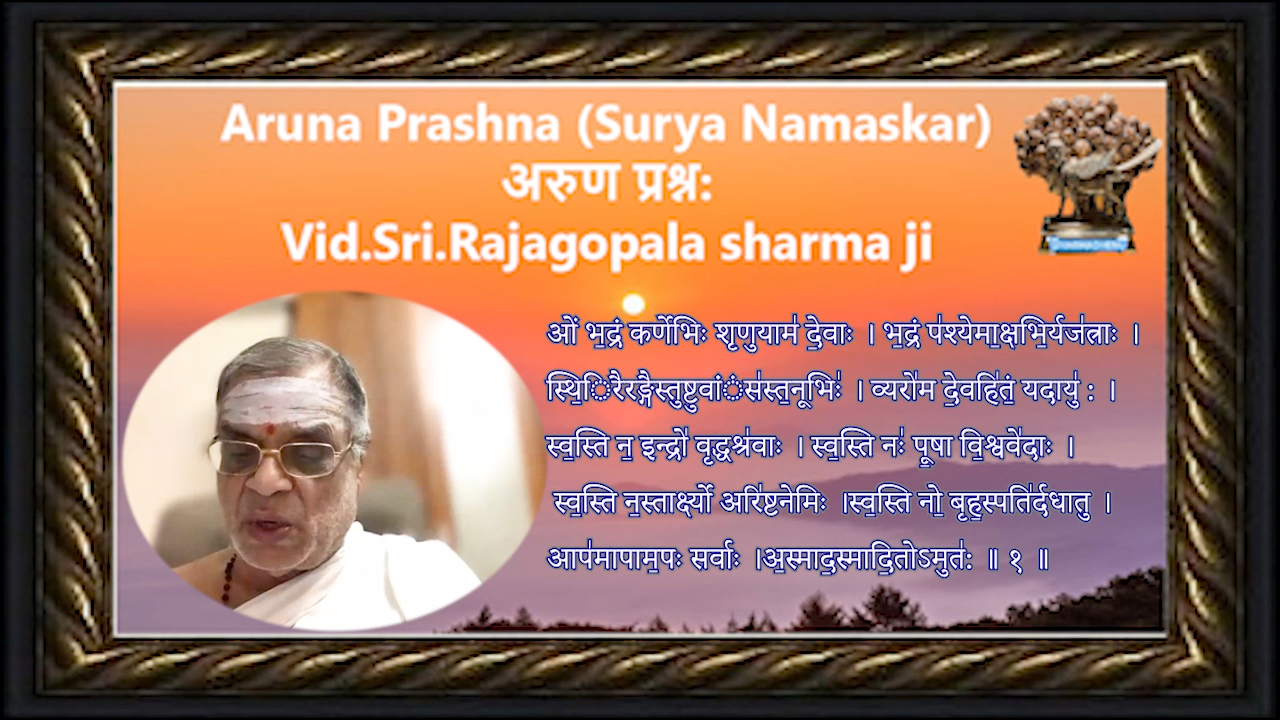 Aruna Prashna (Surya Namaskar)
अरुण प्रश्न:
Vid.Sri.Rajagopala sharma ji
ओं भ॒द्रं कर्णे॑भिः शृणुयाम॑ दे॒वाः । भ॒द्रं प॑श्येमा॒क्षभि॒र्यज॑त्राः ।
स्थि॒िरैरङ्गै᳚स्तुष्टुवांꣳस॑स्त॒नूभिः॑ । व्यशे॑म दे॒वहि॑तं॒ यदायु॑ : ।
स्व॒स्ति न॒ इन्द्रो॑ वृ॒द्धश्र॑वाः । स्व॒स्ति नः॑ पू॒षा वि॒श्ववे॑दाः ।
स्व॒स्ति न॒स्तार्क्ष्यो॒ अरि॑ष्टनेमिः ।स्व॒स्ति नो॒ बृह॒स्पति॑र्दधातु ।
आप॑मापाम॒पः सर्वाः᳚ ।अ॒स्माद॒स्मादि॒तोऽमुत॑: ॥ १ ॥